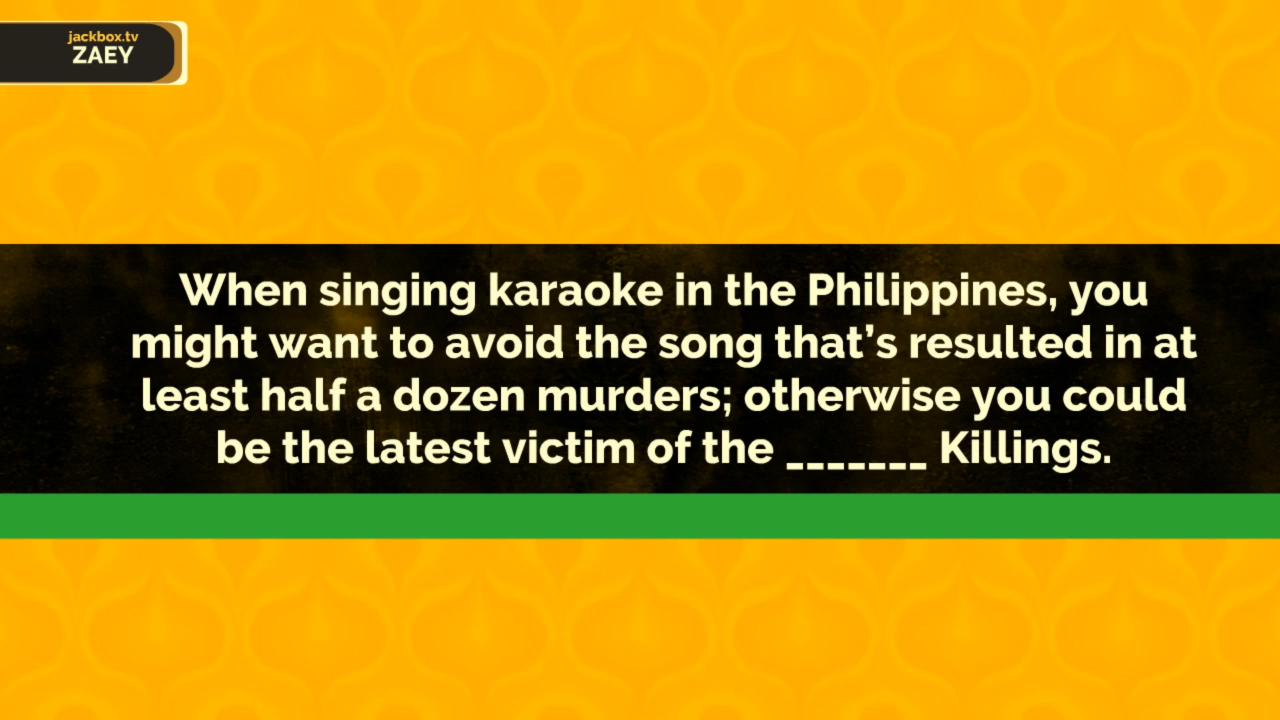 jackbox.tv
ZAEY
When singing karaoke in the Philippines, you
might want to avoid the song that’s resulted in at
least half a dozen murders; otherwise you could
be the latest victim of the _______ Killings.